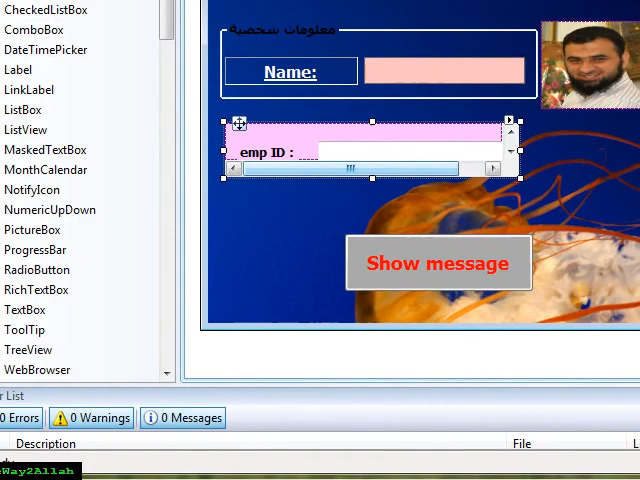 CheckedListBox
ComboBox
DateTimePicker
Label
LinkLabel
ListBox
ListView
MaskedTextBox
MonthCalendar
NotifyIcon
NumericUpDown
PictureBox
ProgressBar
RadioButton
RichTextBox
TextBox
ToolTip
TreeView
WebBrowser
معلومات شخصية
Name:
emp ID :
Show message
r List
0 Errors
0 Warnings
0 Messages
Description
File
L
Way2Allah